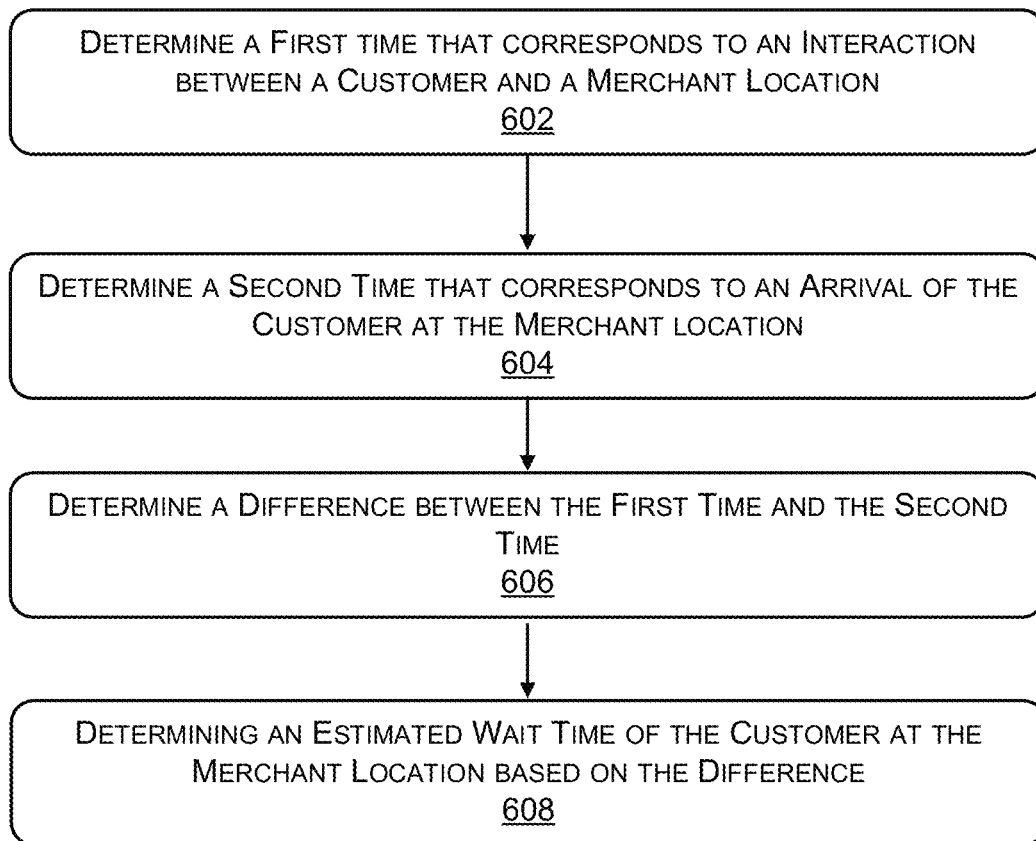 DETERMINE A FIRST TIME THAT CORRESPONDS TO AN INTERACTION
BETWEEN A CUSTOMER AND A MERCHANT LOCATION
602
DETERMINE A SECOND TIME THAT CORRESPONDS TO AN ARRIVAL OF THE
CUSTOMER AT THE MERCHANT LOCATION
604
DETERMINE A DIFFERENCE BETWEEN THE FIRST TIME AND THE SECOND
TIME
606
DETERMINING AN ESTIMATED WAIT TIME OF THE CUSTOMER AT THE
MERCHANT LOCATION BASED ON THE DIFFERENCE
608